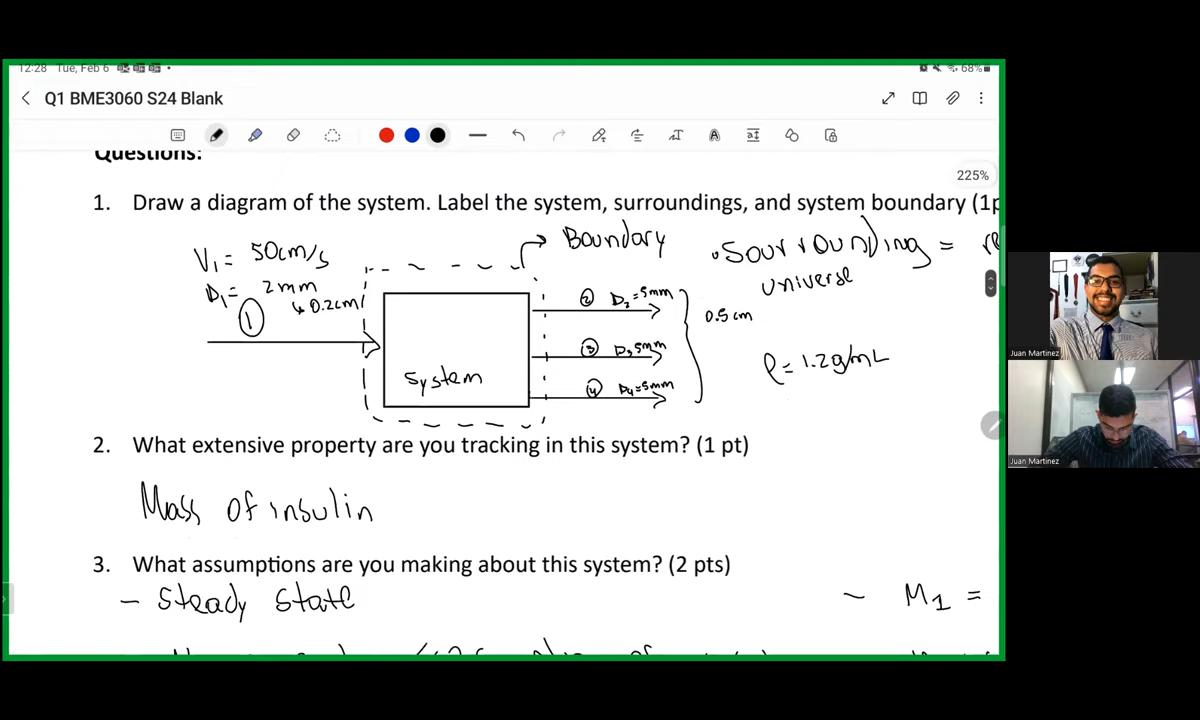 12:28 Tue, Feb 6
68%
Q1 BME3060 S24 Blank
Questions:
225%
1. Draw a diagram of the system. Label the system, surroundings, and system boundary (1p
V1 = 50cm/s
D1 = 2mm
↳ 0.2cm
①
Boundary
system
② D2=5mm
③ D3 5mm
④ D4=5mm
0.5cm
• Sourrounding =
universe
ρ = 1.2g/mL
2. What extensive property are you tracking in this system? (1 pt)
Mass of insulin
3. What assumptions are you making about this system? (2 pts)
- Steady state
~ M1 =
Juan Martinez
Juan Martinez